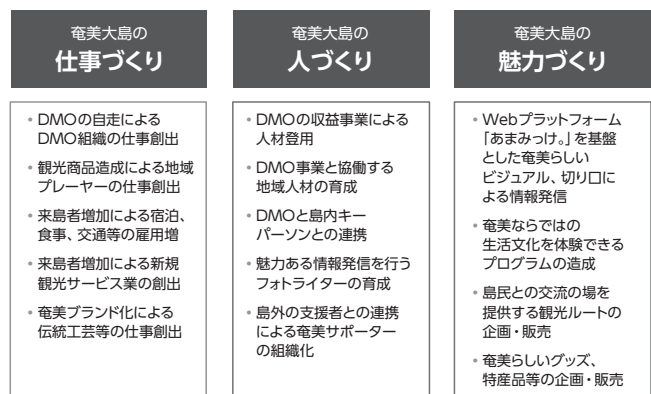 奄美大島の
仕事づくり
・DMOの自走による
DMO組織の仕事創出
・観光商品造成による地域
プレーヤーの仕事創出
・来島者増加による宿泊、
食事、交通等の雇用増
・来島者増加による新規
観光サービス業の創出
・奄美ブランド化による
伝統工芸等の仕事創出
奄美大島の
人づくり
・DMOの収益事業による
人材登用
・DMO事業と協働する
地域人材の育成
・DMOと島内キー
パーソンとの連携
・魅力ある情報発信を行う
フォトライターの育成
・島外の支援者との連携
による奄美サポーター
の組織化
奄美大島の
魅力づくり
・Webプラットフォーム
「あまみっけ。」を基盤
とした奄美らしい
ビジュアル、切り口に
よる情報発信
・奄美ならではの
生活文化を体験できる
プログラムの造成
・島民との交流の場を
提供する観光ルートの
企画・販売
・奄美らしいグッズ、
特産品等の企画・販売